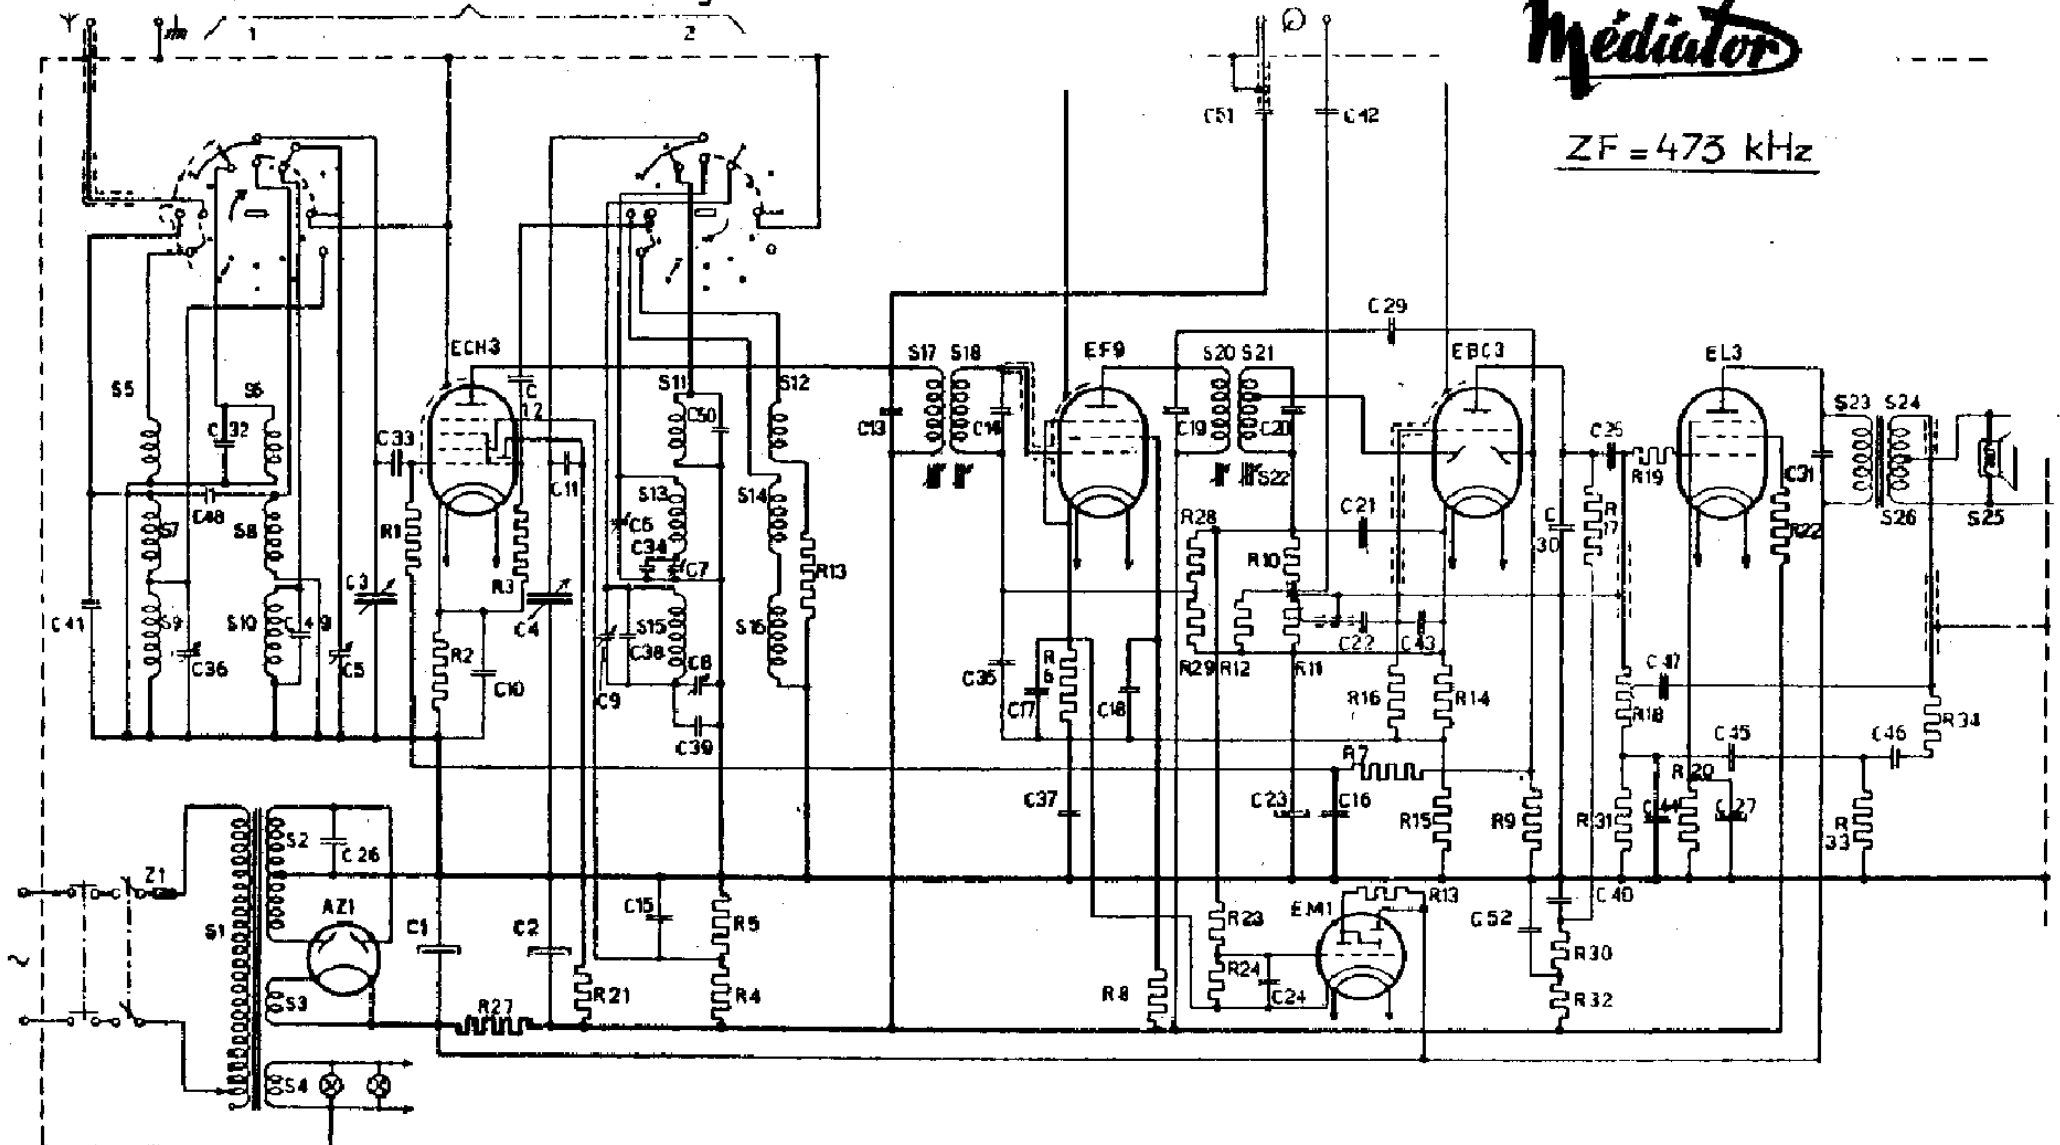 1 2
Médiator
ZF = 473 kHz
C51 C42
C29
ECH3 S17 S18 EF9 S20 S21 EBC3 EL3
S5 S6 C12 S11 C50 S12 S23 S24
C32 C33 C13 C14 C19 C20 C25 R19 C31
C48 S7 S8 R1 C11 S13 S14 S22 S26 S25
C6 C34 C7 R3 R13 R28 C21 C30 R17 R22
C3 R10
C41 S9 S10 C49 C36 C5 R2 C10 C4 S15 C38 S16 C8 C9 C39
C35 R6 C17 C18 R29 R12 R11 C22 C43 R16 R14 C47 R18 R34
R7 C45 C46
C37 C23 C16 R15 R9 R31 C44 R20 C27 R33
S2 C26
Z1 AZ1 S1 C1 C2 C15 R5 R23 EM1 R13 C52 C40
S3 R27 R21 R4 R8 R24 C24 R30 R32
S4